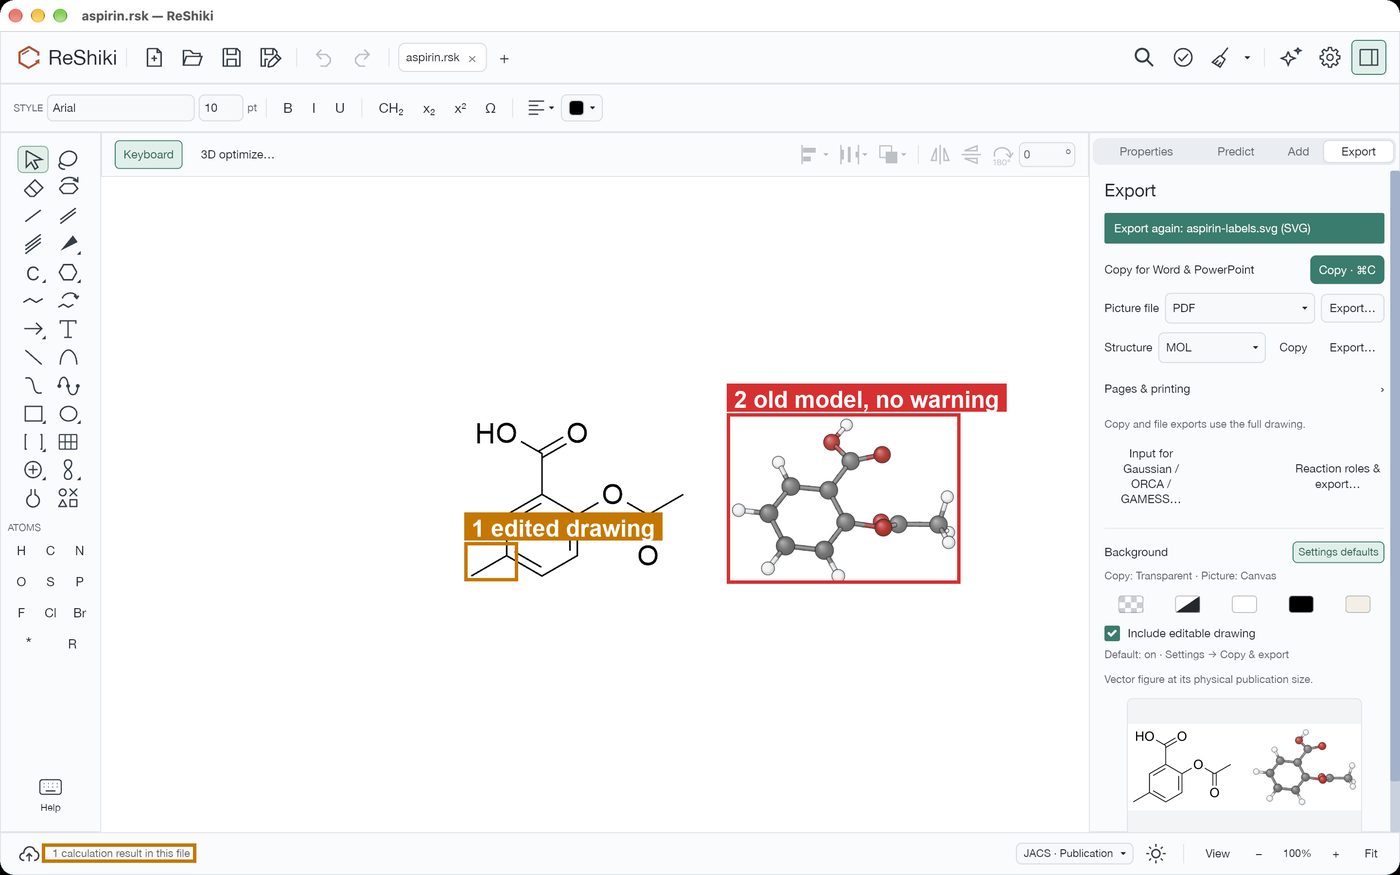 aspirin.rsk — ReShiki
ReShiki
aspirin.rsk × +
STYLE Arial 10 pt B I U CH₂ x₂ x² Ω
Keyboard 3D optimize... 180° 0 °
Properties Predict Add Export
Export
Export again: aspirin-labels.svg (SVG)
Copy for Word & PowerPoint Copy · ⌘C
Picture file PDF Export...
Structure MOL Copy Export...
Pages & printing ›
Copy and file exports use the full drawing.
Input for
Gaussian /
ORCA /
GAMESS...
Reaction roles &
export...
Background Settings defaults
Copy: Transparent · Picture: Canvas
Include editable drawing
Default: on · Settings → Copy & export
Vector figure at its physical publication size.
HO O
O
O
C
T
[ ]
ATOMS
H C N
O S P
F Cl Br
* R
Help
2 old model, no warning
HO O
O
1 edited drawing
O
1 calculation result in this file
JACS · Publication View − 100% + Fit